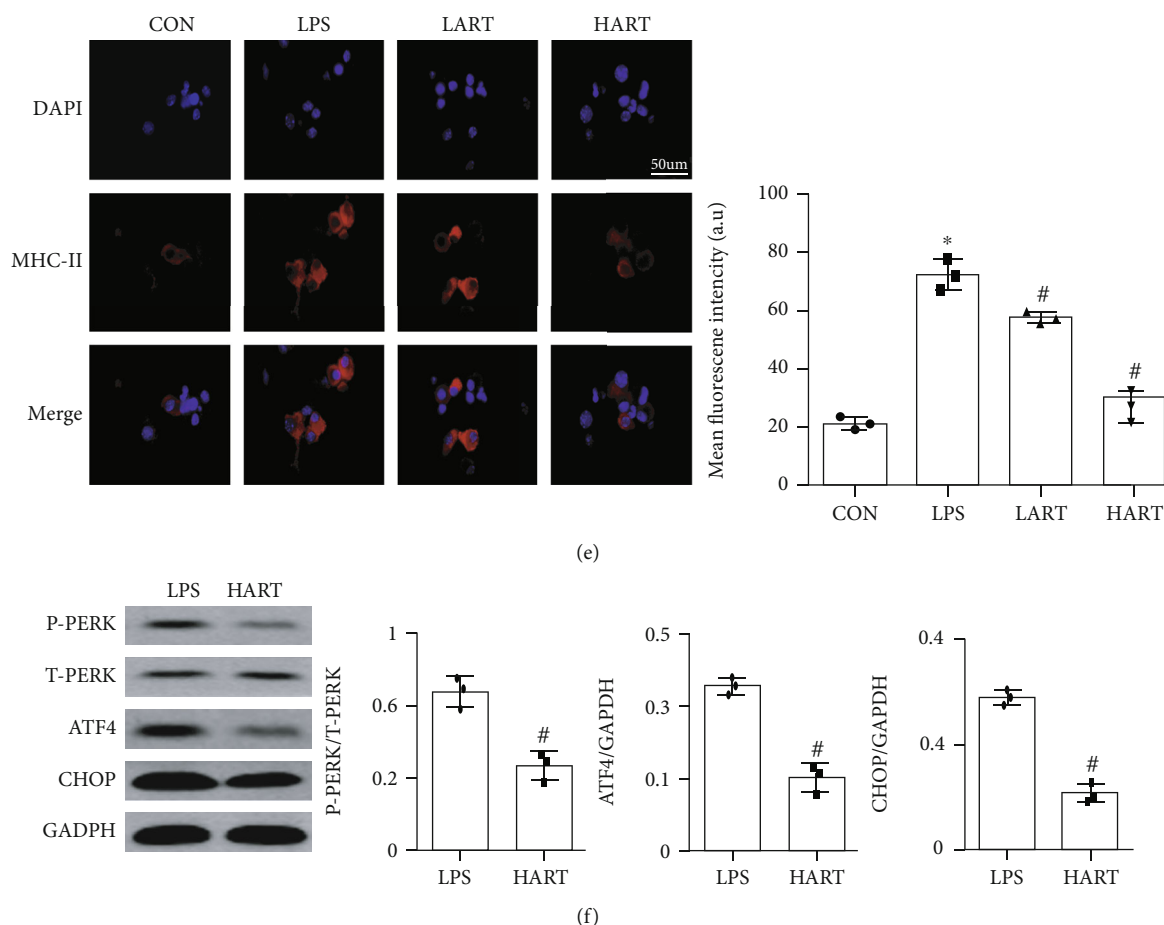 CON LPS LART HART
DAPI
50um
MHC-II
Merge
Mean fluorescene intencity (a.u)
100
80
60
40
20
0
*
#
#
CON LPS LART HART
(e)
LPS HART
P-PERK
T-PERK
ATF4
CHOP
GADPH
P-PERK/T-PERK
1
0.6
0.2
0
#
LPS HART
ATF4/GAPDH
0.5
0.3
0.1
0
#
LPS HART
CHOP/GAPDH
0.4
0.4
0
#
LPS HART
(f)